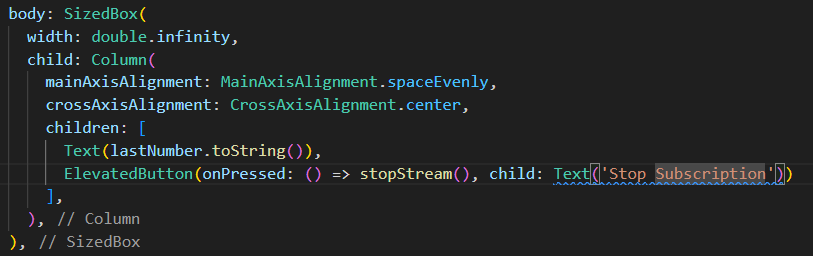 body: SizedBox(
width: double.infinity,
child: Column(
mainAxisAlignment: MainAxisAlignment.spaceEvenly,
crossAxisAlignment: CrossAxisAlignment.center,
children: [
Text(lastNumber.toString()),
ElevatedButton(onPressed: () => stopStream(), child: Text('Stop Subscription'))
],
), // Column
), // SizedBox